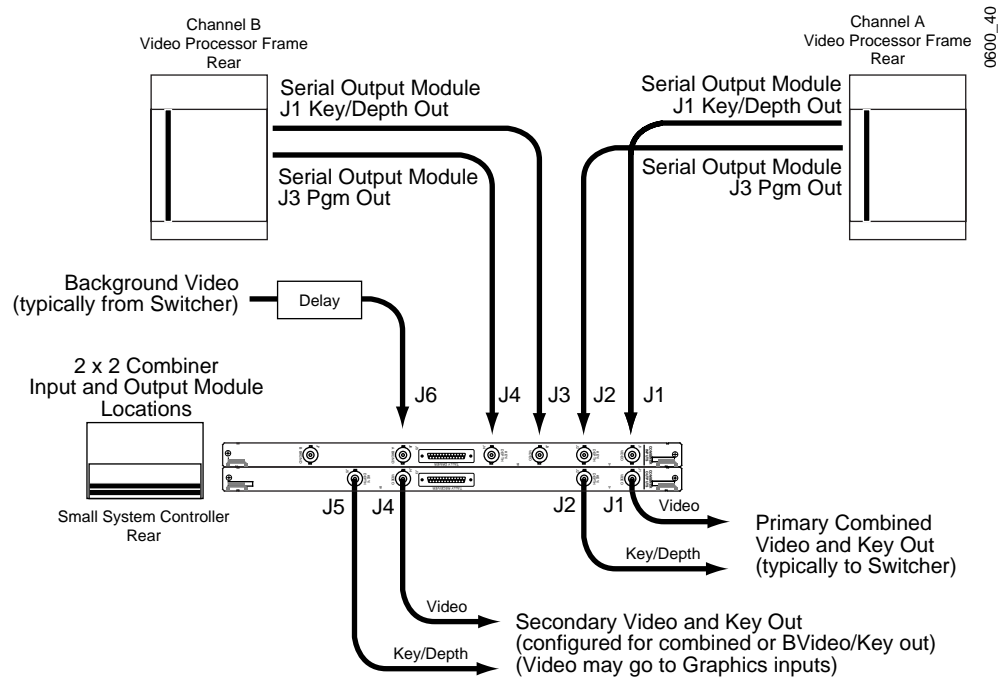 Channel B
Video Processor Frame
Rear
Channel A
Video Processor Frame
Rear
0600_40
Serial Output Module
J1 Key/Depth Out
Serial Output Module
J1 Key/Depth Out
Serial Output Module
J3 Pgm Out
Serial Output Module
J3 Pgm Out
Background Video
(typically from Switcher)
Delay
2 x 2 Combiner
Input and Output Module
Locations
J6
J4
J3
J2
J1
Small System Controller
Rear
J5
J4
J2
J1
Video
Key/Depth
Primary Combined
Video and Key Out
(typically to Switcher)
Video
Key/Depth
Secondary Video and Key Out
(configured for combined or BVideo/Key out)
(Video may go to Graphics inputs)